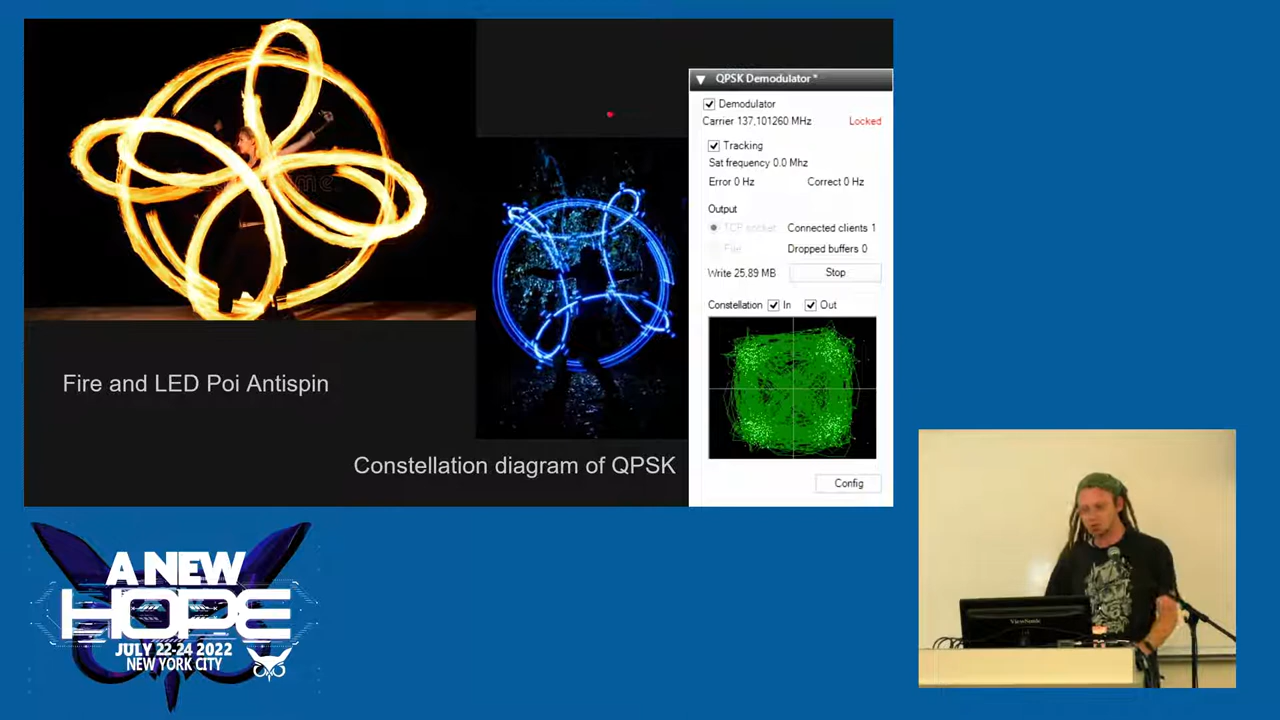 QPSK Demodulator *
Demodulator
Carrier 137,101260 MHz Locked
Tracking
Sat frequency 0.0 Mhz
Error 0 Hz Correct 0 Hz
Output
TCP socket Connected clients 1
File Dropped buffers 0
Write 25.89 MB Stop
Constellation In Out
Config
Fire and LED Poi Antispin
Constellation diagram of QPSK
A NEW
HOPE
JULY 22-24 2022
NEW YORK CITY
ViewSonic